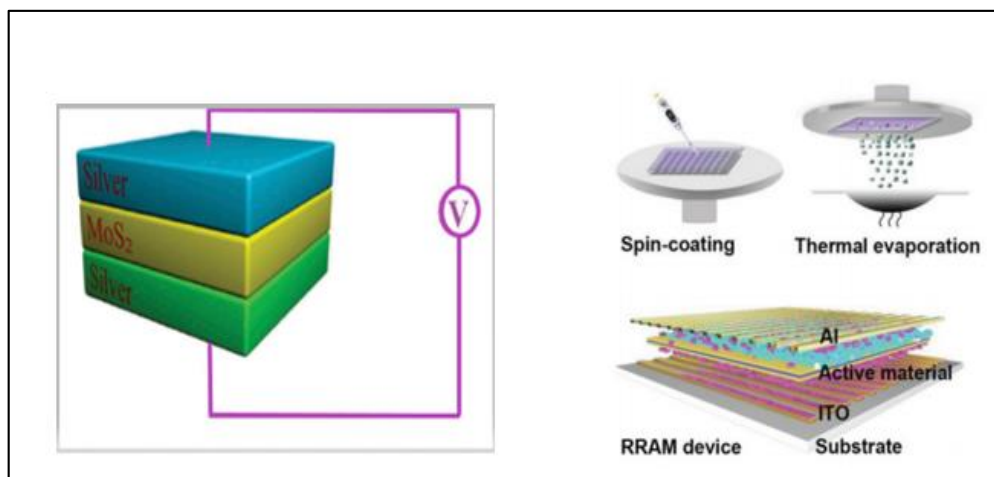 Silver
MoS₂
Silver
V
Spin-coating
Thermal evaporation
Al
Active material
ITO
RRAM device
Substrate